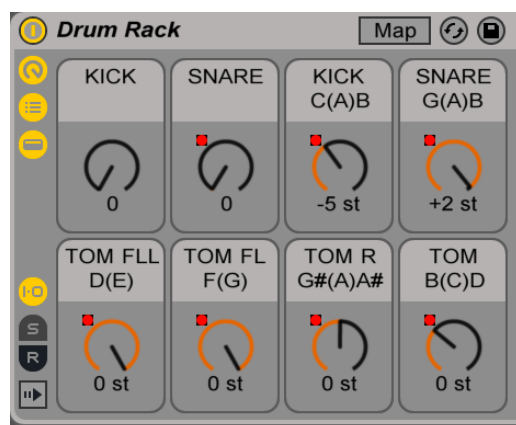 Drum Rack Map
KICK SNARE KICK SNARE
C(A)B G(A)B
0 0 -5 st +2 st
TOM FLL TOM FL TOM R TOM
D(E) F(G) G#(A)A# B(C)D
I·O
S
R
0 st 0 st 0 st 0 st